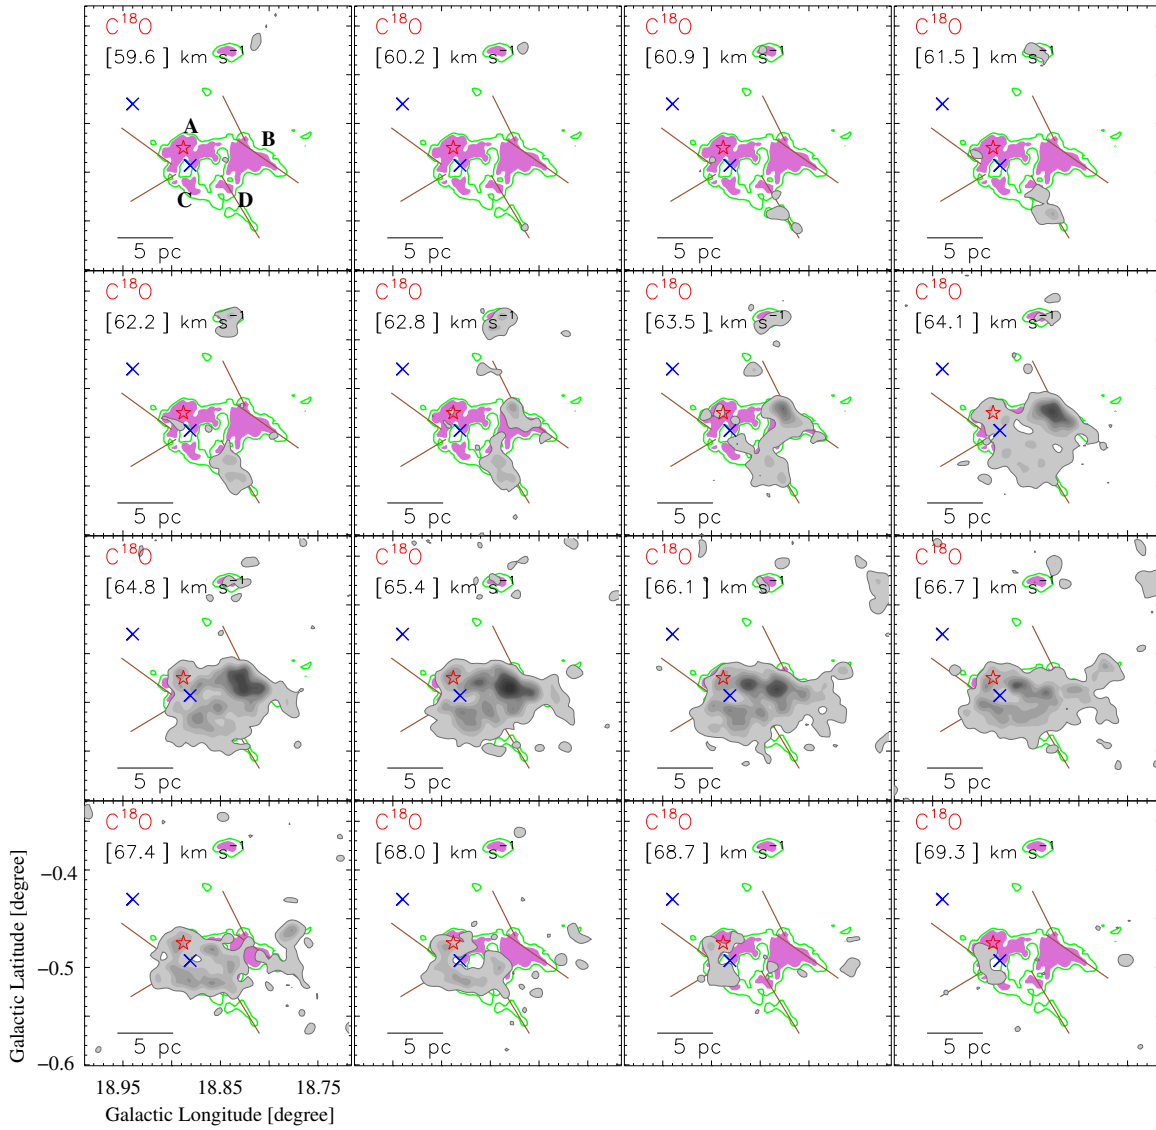 C¹⁸O C¹⁸O C¹⁸O C¹⁸O
[59.6] km s⁻¹ [60.2] km s⁻¹ [60.9] km s⁻¹ [61.5] km s⁻¹
A
B
C D
5 pc 5 pc 5 pc 5 pc
C¹⁸O C¹⁸O C¹⁸O C¹⁸O
[62.2] km s⁻¹ [62.8] km s⁻¹ [63.5] km s⁻¹ [64.1] km s⁻¹
5 pc 5 pc 5 pc 5 pc
C¹⁸O C¹⁸O C¹⁸O C¹⁸O
[64.8] km s⁻¹ [65.4] km s⁻¹ [66.1] km s⁻¹ [66.7] km s⁻¹
5 pc 5 pc 5 pc 5 pc
C¹⁸O C¹⁸O C¹⁸O C¹⁸O
[67.4] km s⁻¹ [68.0] km s⁻¹ [68.7] km s⁻¹ [69.3] km s⁻¹
5 pc 5 pc 5 pc 5 pc
Galactic Latitude [degree]
−0.4
−0.5
−0.6
18.95 18.85 18.75
Galactic Longitude [degree]